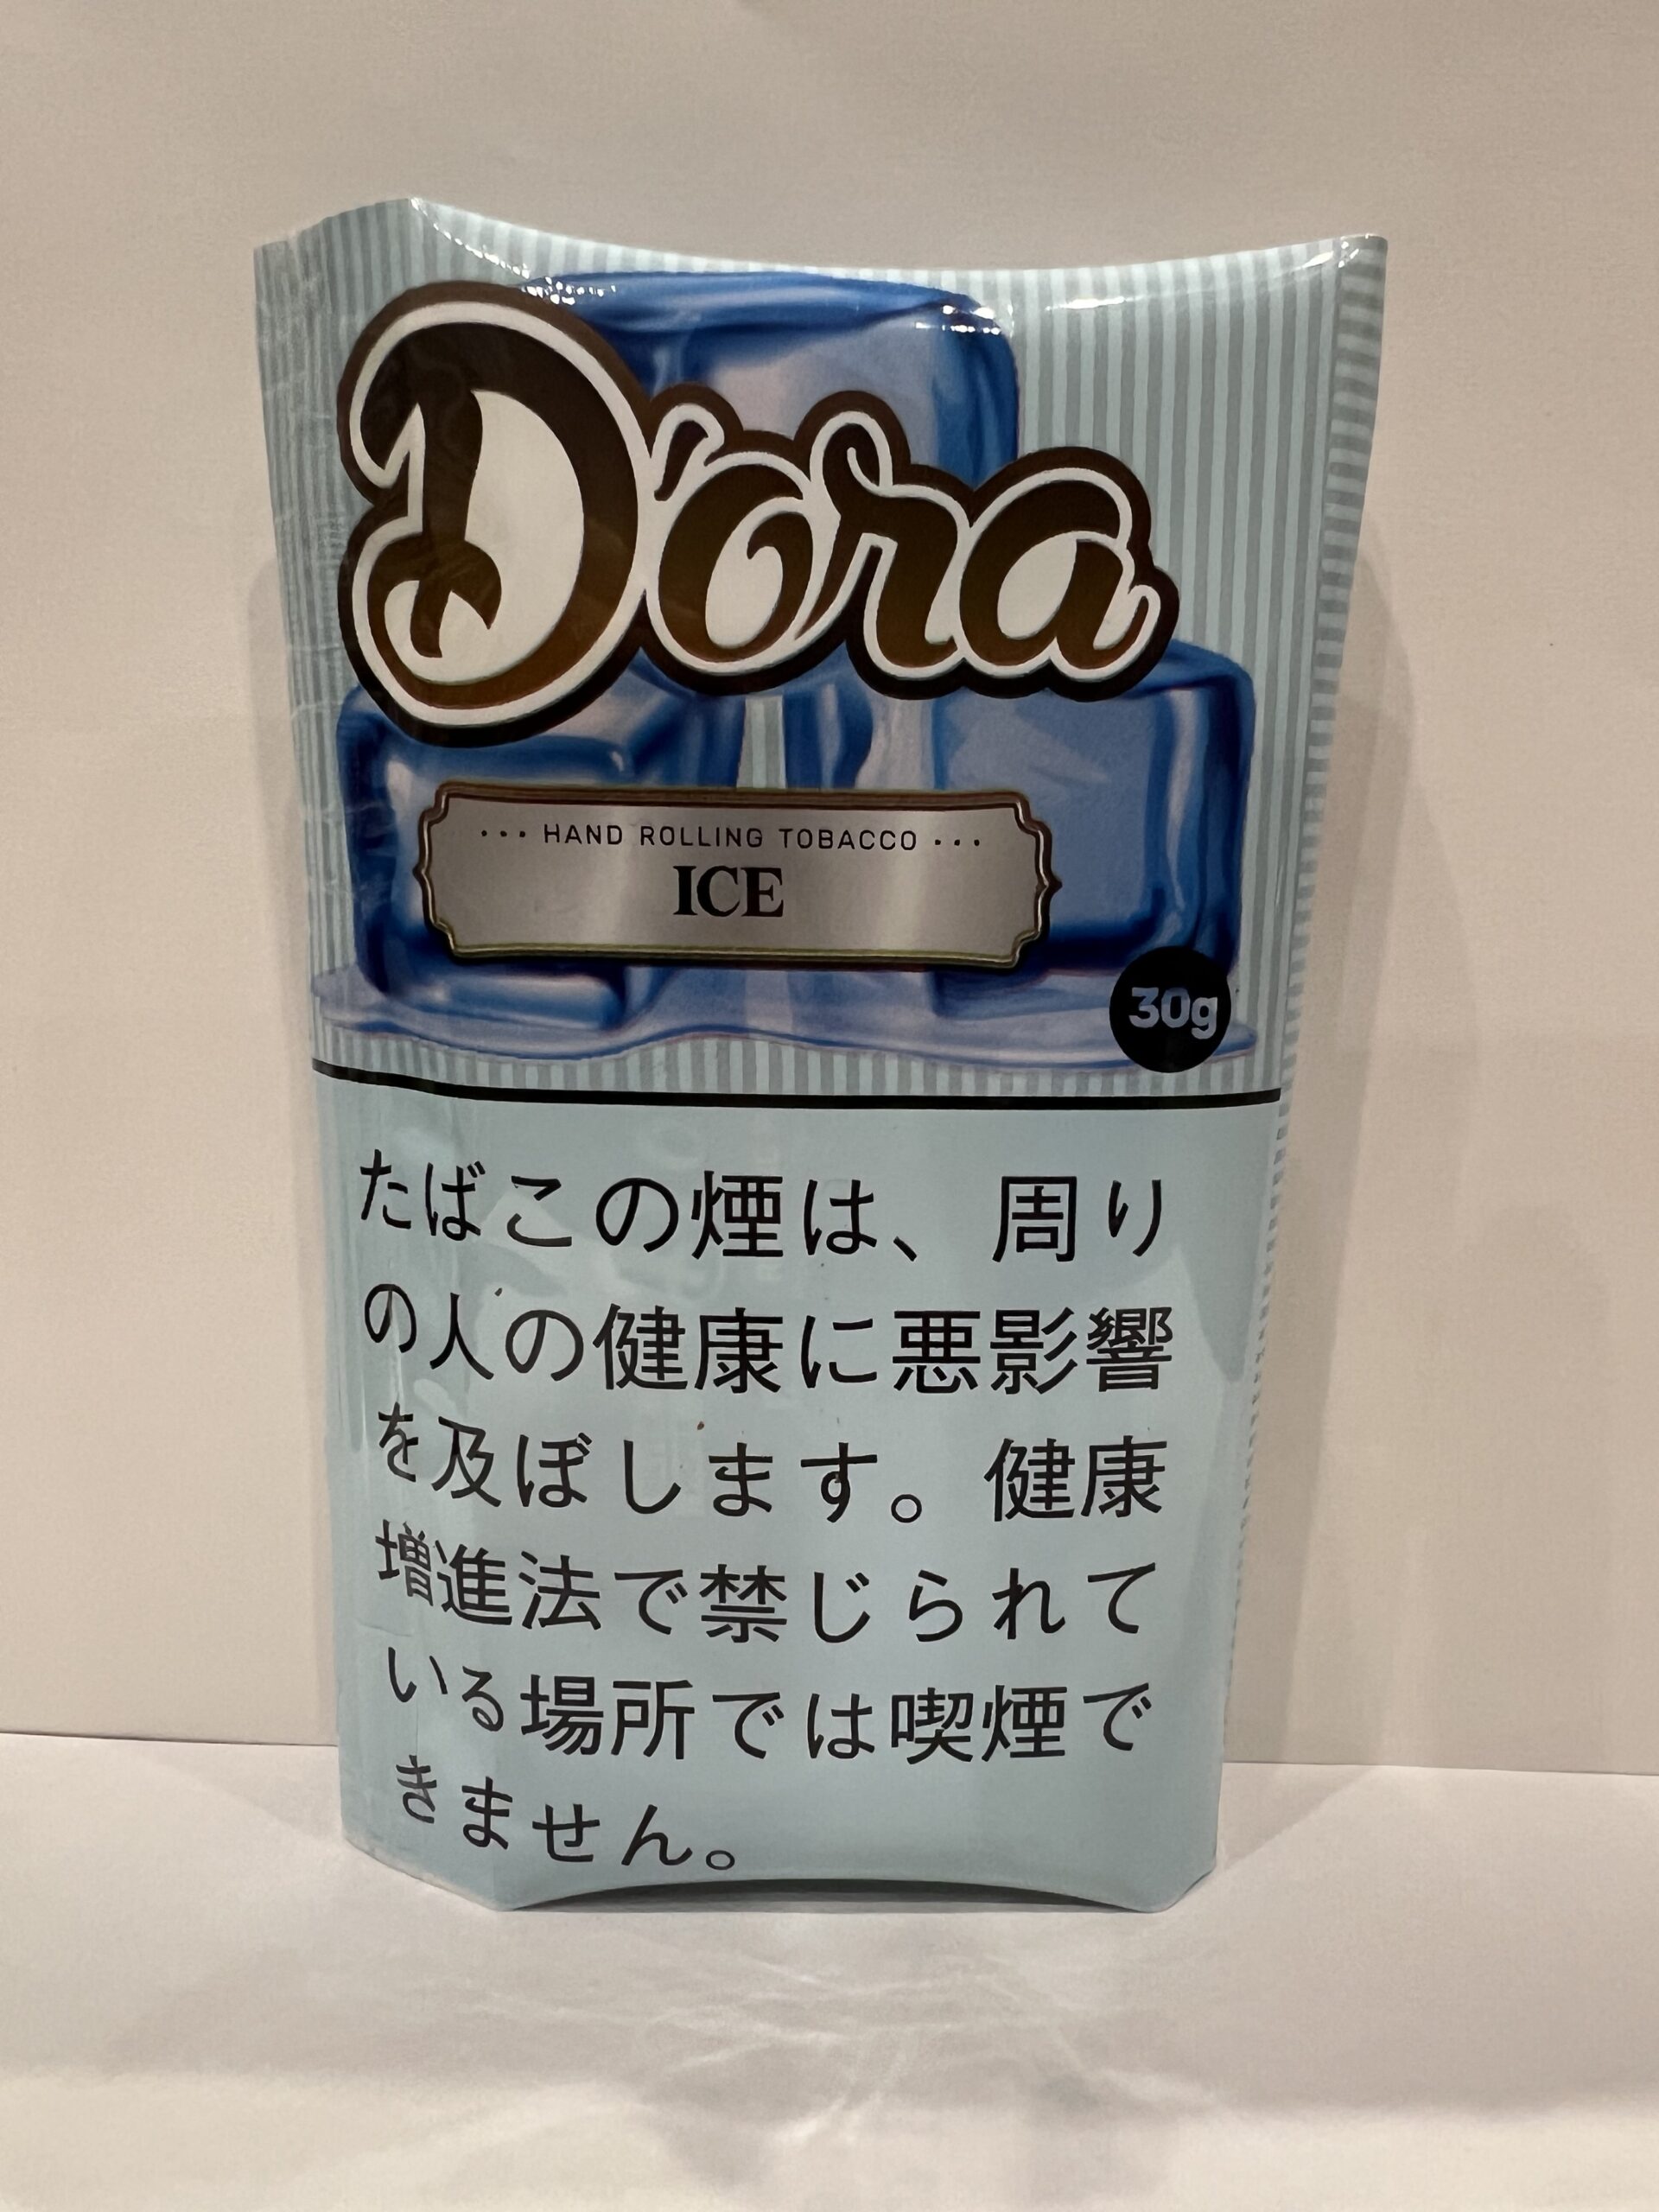 D'ora
··· HAND ROLLING TOBACCO ···
ICE
30g
たばこの煙は、周り
の人の健康に悪影響
を及ぼします。健康
増進法で禁じられて
いる場所では喫煙で
きません。